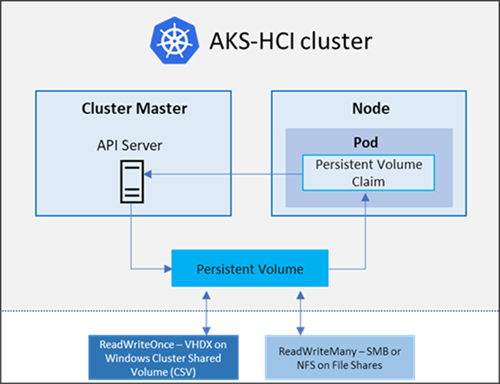 AKS-HCI cluster
Cluster Master
API Server
Node
Pod
Persistent Volume
Claim
Persistent Volume
ReadWriteOnce – VHDX on
Windows Cluster Shared
Volume (CSV)
ReadWriteMany – SMB or
NFS on File Shares